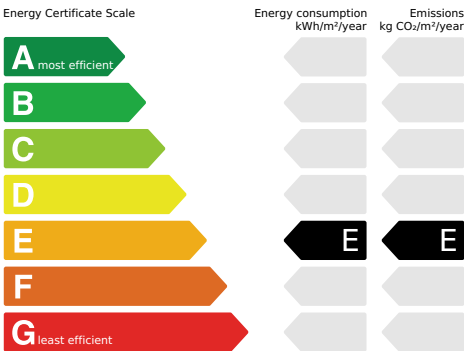 Energy Certificate Scale
Energy consumption
kWh/m²/year
Emissions
kg CO₂/m²/year
A most efficient
B
C
D
E E E
F
G least efficient